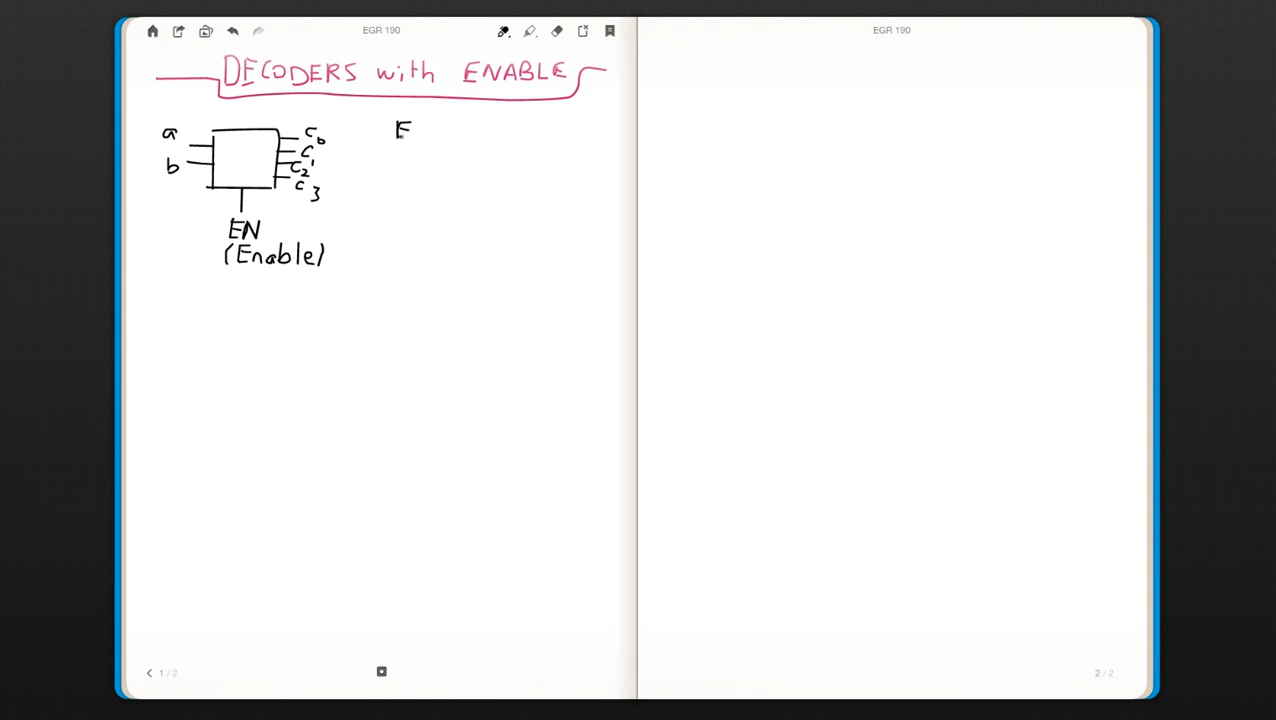 EGR 190
EGR 190
DECODERS with ENABLE
a
b
C0
C1
C2
C3
E
EN
(Enable)
1 / 2
2 / 2